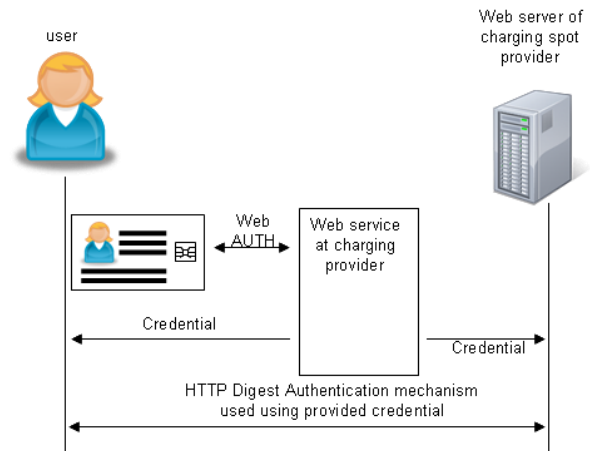 user
Web server of
charging spot
provider
Web
AUTH
Web service
at charging
provider
Credential
Credential
HTTP Digest Authentication mechanism
used using provided credential